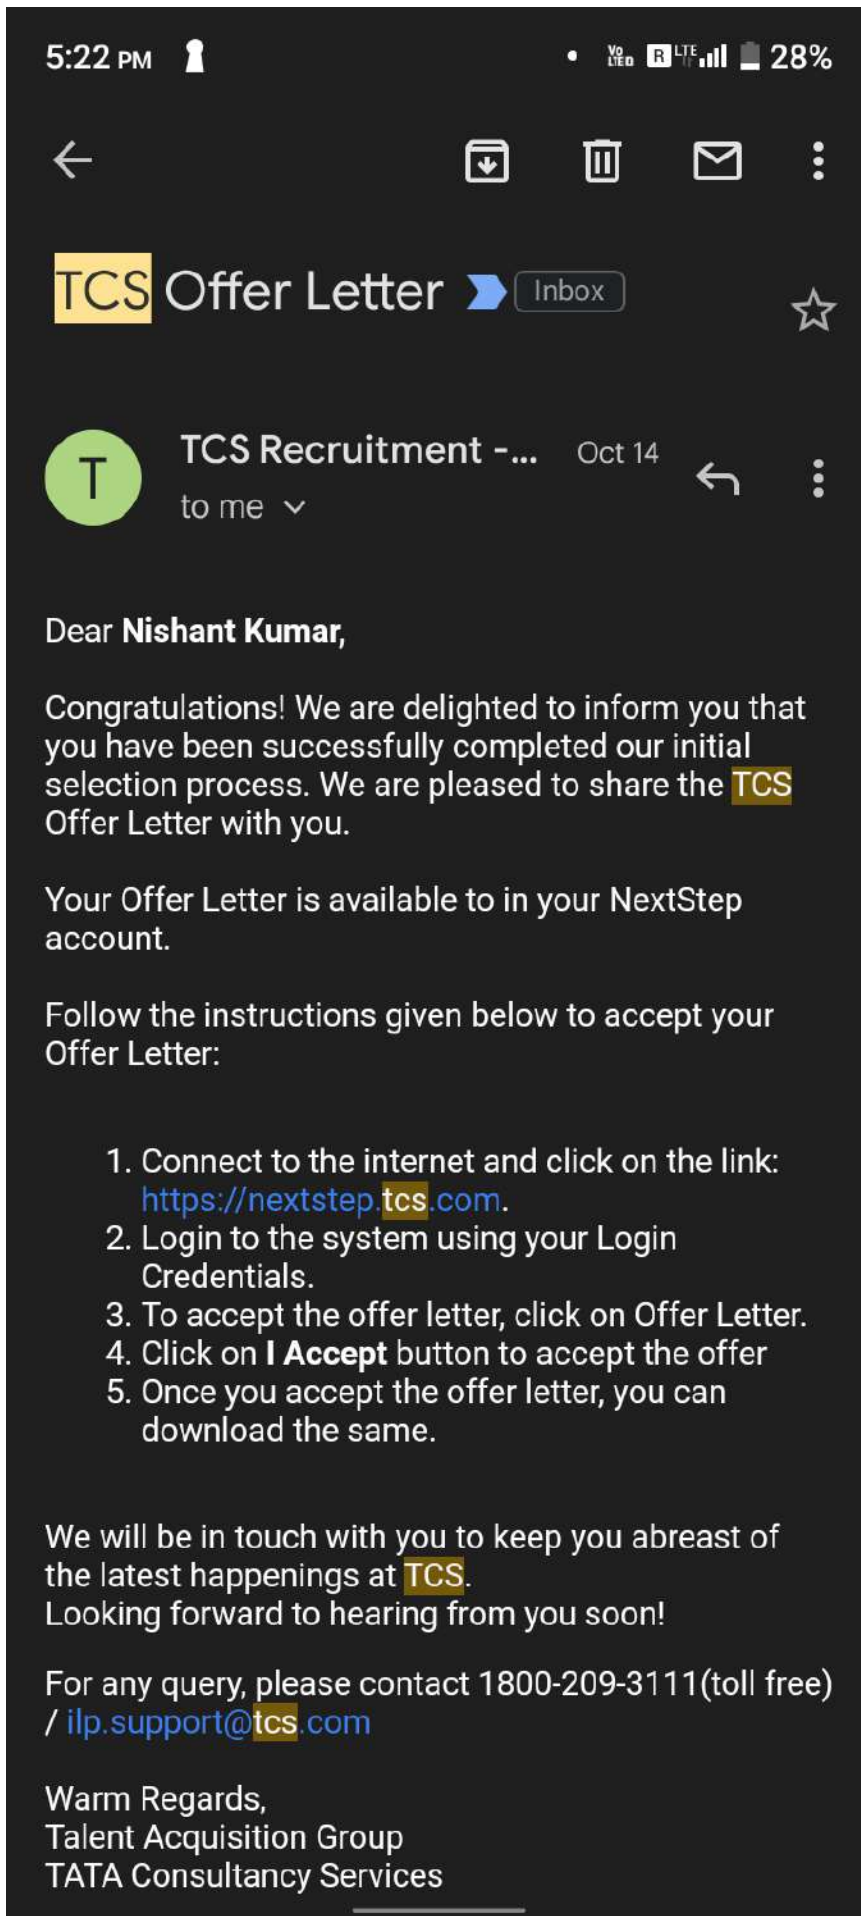 5:22 PM
Vo LTED R LTE 28%
TCS Offer Letter Inbox
T
TCS Recruitment -... Oct 14
to me
Dear Nishant Kumar,
Congratulations! We are delighted to inform you that
you have been successfully completed our initial
selection process. We are pleased to share the TCS
Offer Letter with you.
Your Offer Letter is available to in your NextStep
account.
Follow the instructions given below to accept your
Offer Letter:
1. Connect to the internet and click on the link:
https://nextstep.tcs.com.
2. Login to the system using your Login
Credentials.
3. To accept the offer letter, click on Offer Letter.
4. Click on I Accept button to accept the offer
5. Once you accept the offer letter, you can
download the same.
We will be in touch with you to keep you abreast of
the latest happenings at TCS.
Looking forward to hearing from you soon!
For any query, please contact 1800-209-3111(toll free)
/ ilp.support@tcs.com
Warm Regards,
Talent Acquisition Group
TATA Consultancy Services